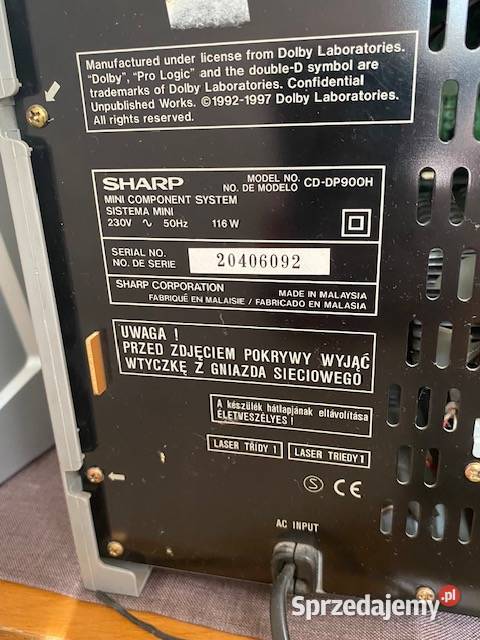 Manufactured under license from Dolby Laboratories.
"Dolby", "Pro Logic" and the double-D symbol are
trademarks of Dolby Laboratories. Confidential
Unpublished Works. ©1992-1997 Dolby Laboratories.
All rights reserved.
SHARP
MODEL NO.
NO. DE MODELO CD-DP900H
MINI COMPONENT SYSTEM
SISTEMA MINI
230V ~ 50Hz 116 W
SERIAL NO.
NO. DE SERIE
20406092
SHARP CORPORATION
MADE IN MALAYSIA
FABRIQUÉ EN MALAISIE / FABRICADO EN MALASIA
UWAGA !
PRZED ZDJĘCIEM POKRYWY WYJĄĆ
WTYCZKĘ Z GNIAZDA SIECIOWEGO
A készülék hátlapjának eltávolítása
ÉLETVESZÉLYES !
LASER TŘÍDY 1
LASER TRIEDY 1
S CE
AC INPUT
Sprzedajemy.pl